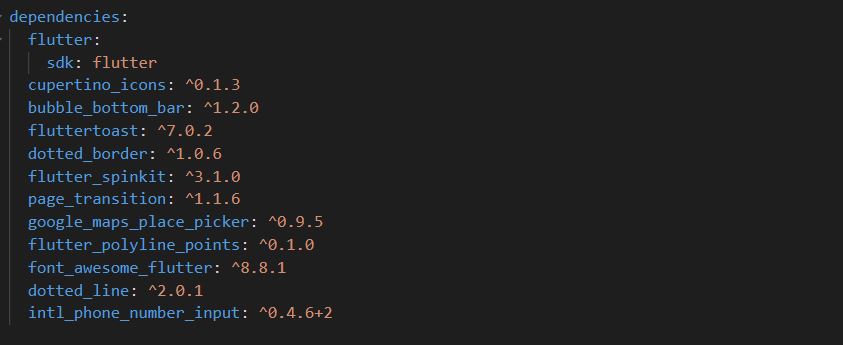 dependencies:
flutter:
sdk: flutter
cupertino_icons: ^0.1.3
bubble_bottom_bar: ^1.2.0
fluttertoast: ^7.0.2
dotted_border: ^1.0.6
flutter_spinkit: ^3.1.0
page_transition: ^1.1.6
google_maps_place_picker: ^0.9.5
flutter_polyline_points: ^0.1.0
font_awesome_flutter: ^8.8.1
dotted_line: ^2.0.1
intl_phone_number_input: ^0.4.6+2